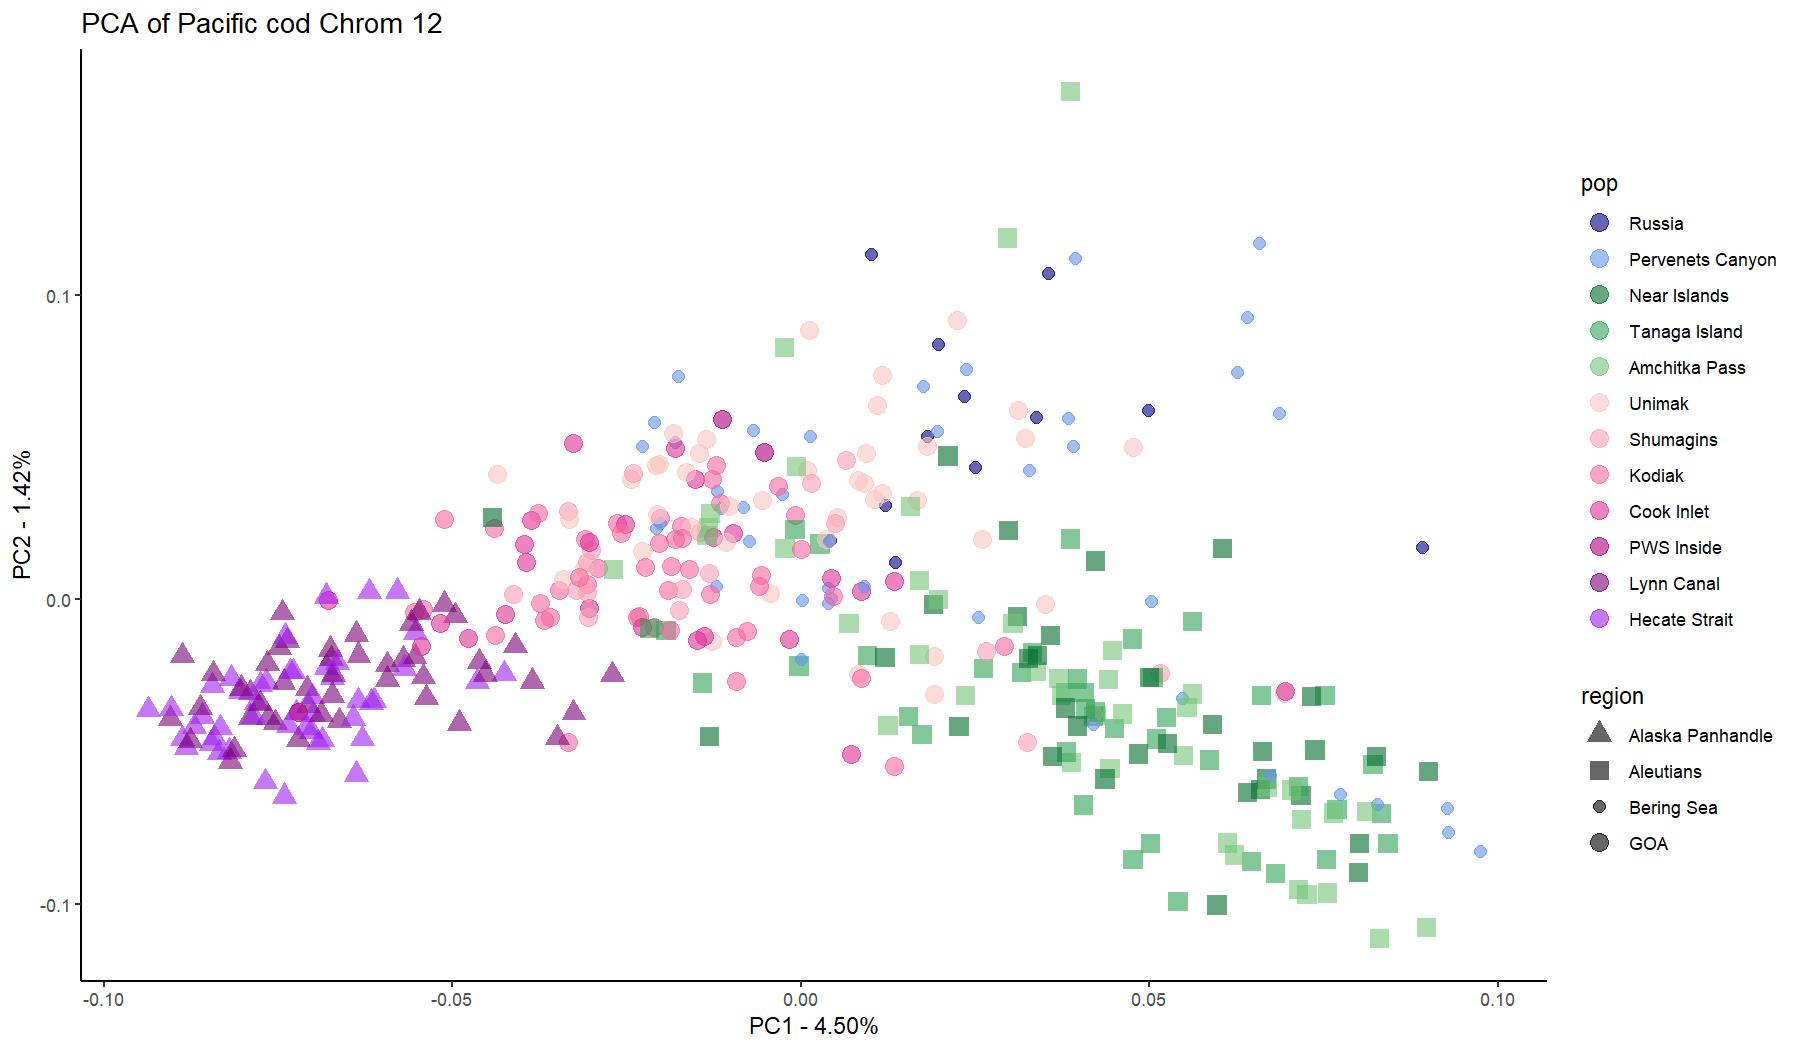 PCA of Pacific cod Chrom 12
PC2 - 1.42%
0.1
0.0
-0.1
-0.10
-0.05
0.00
0.05
0.10
PC1 - 4.50%
pop
Russia
Pervenets Canyon
Near Islands
Tanaga Island
Amchitka Pass
Unimak
Shumagins
Kodiak
Cook Inlet
PWS Inside
Lynn Canal
Hecate Strait
region
Alaska Panhandle
Aleutians
Bering Sea
GOA